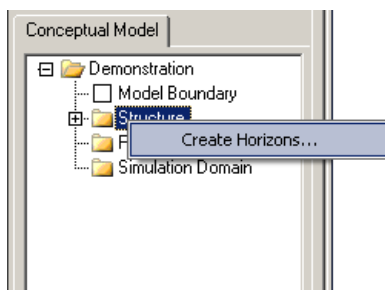 Conceptual Model
Demonstration
Model Boundary
Structure
Create Horizons...
Simulation Domain